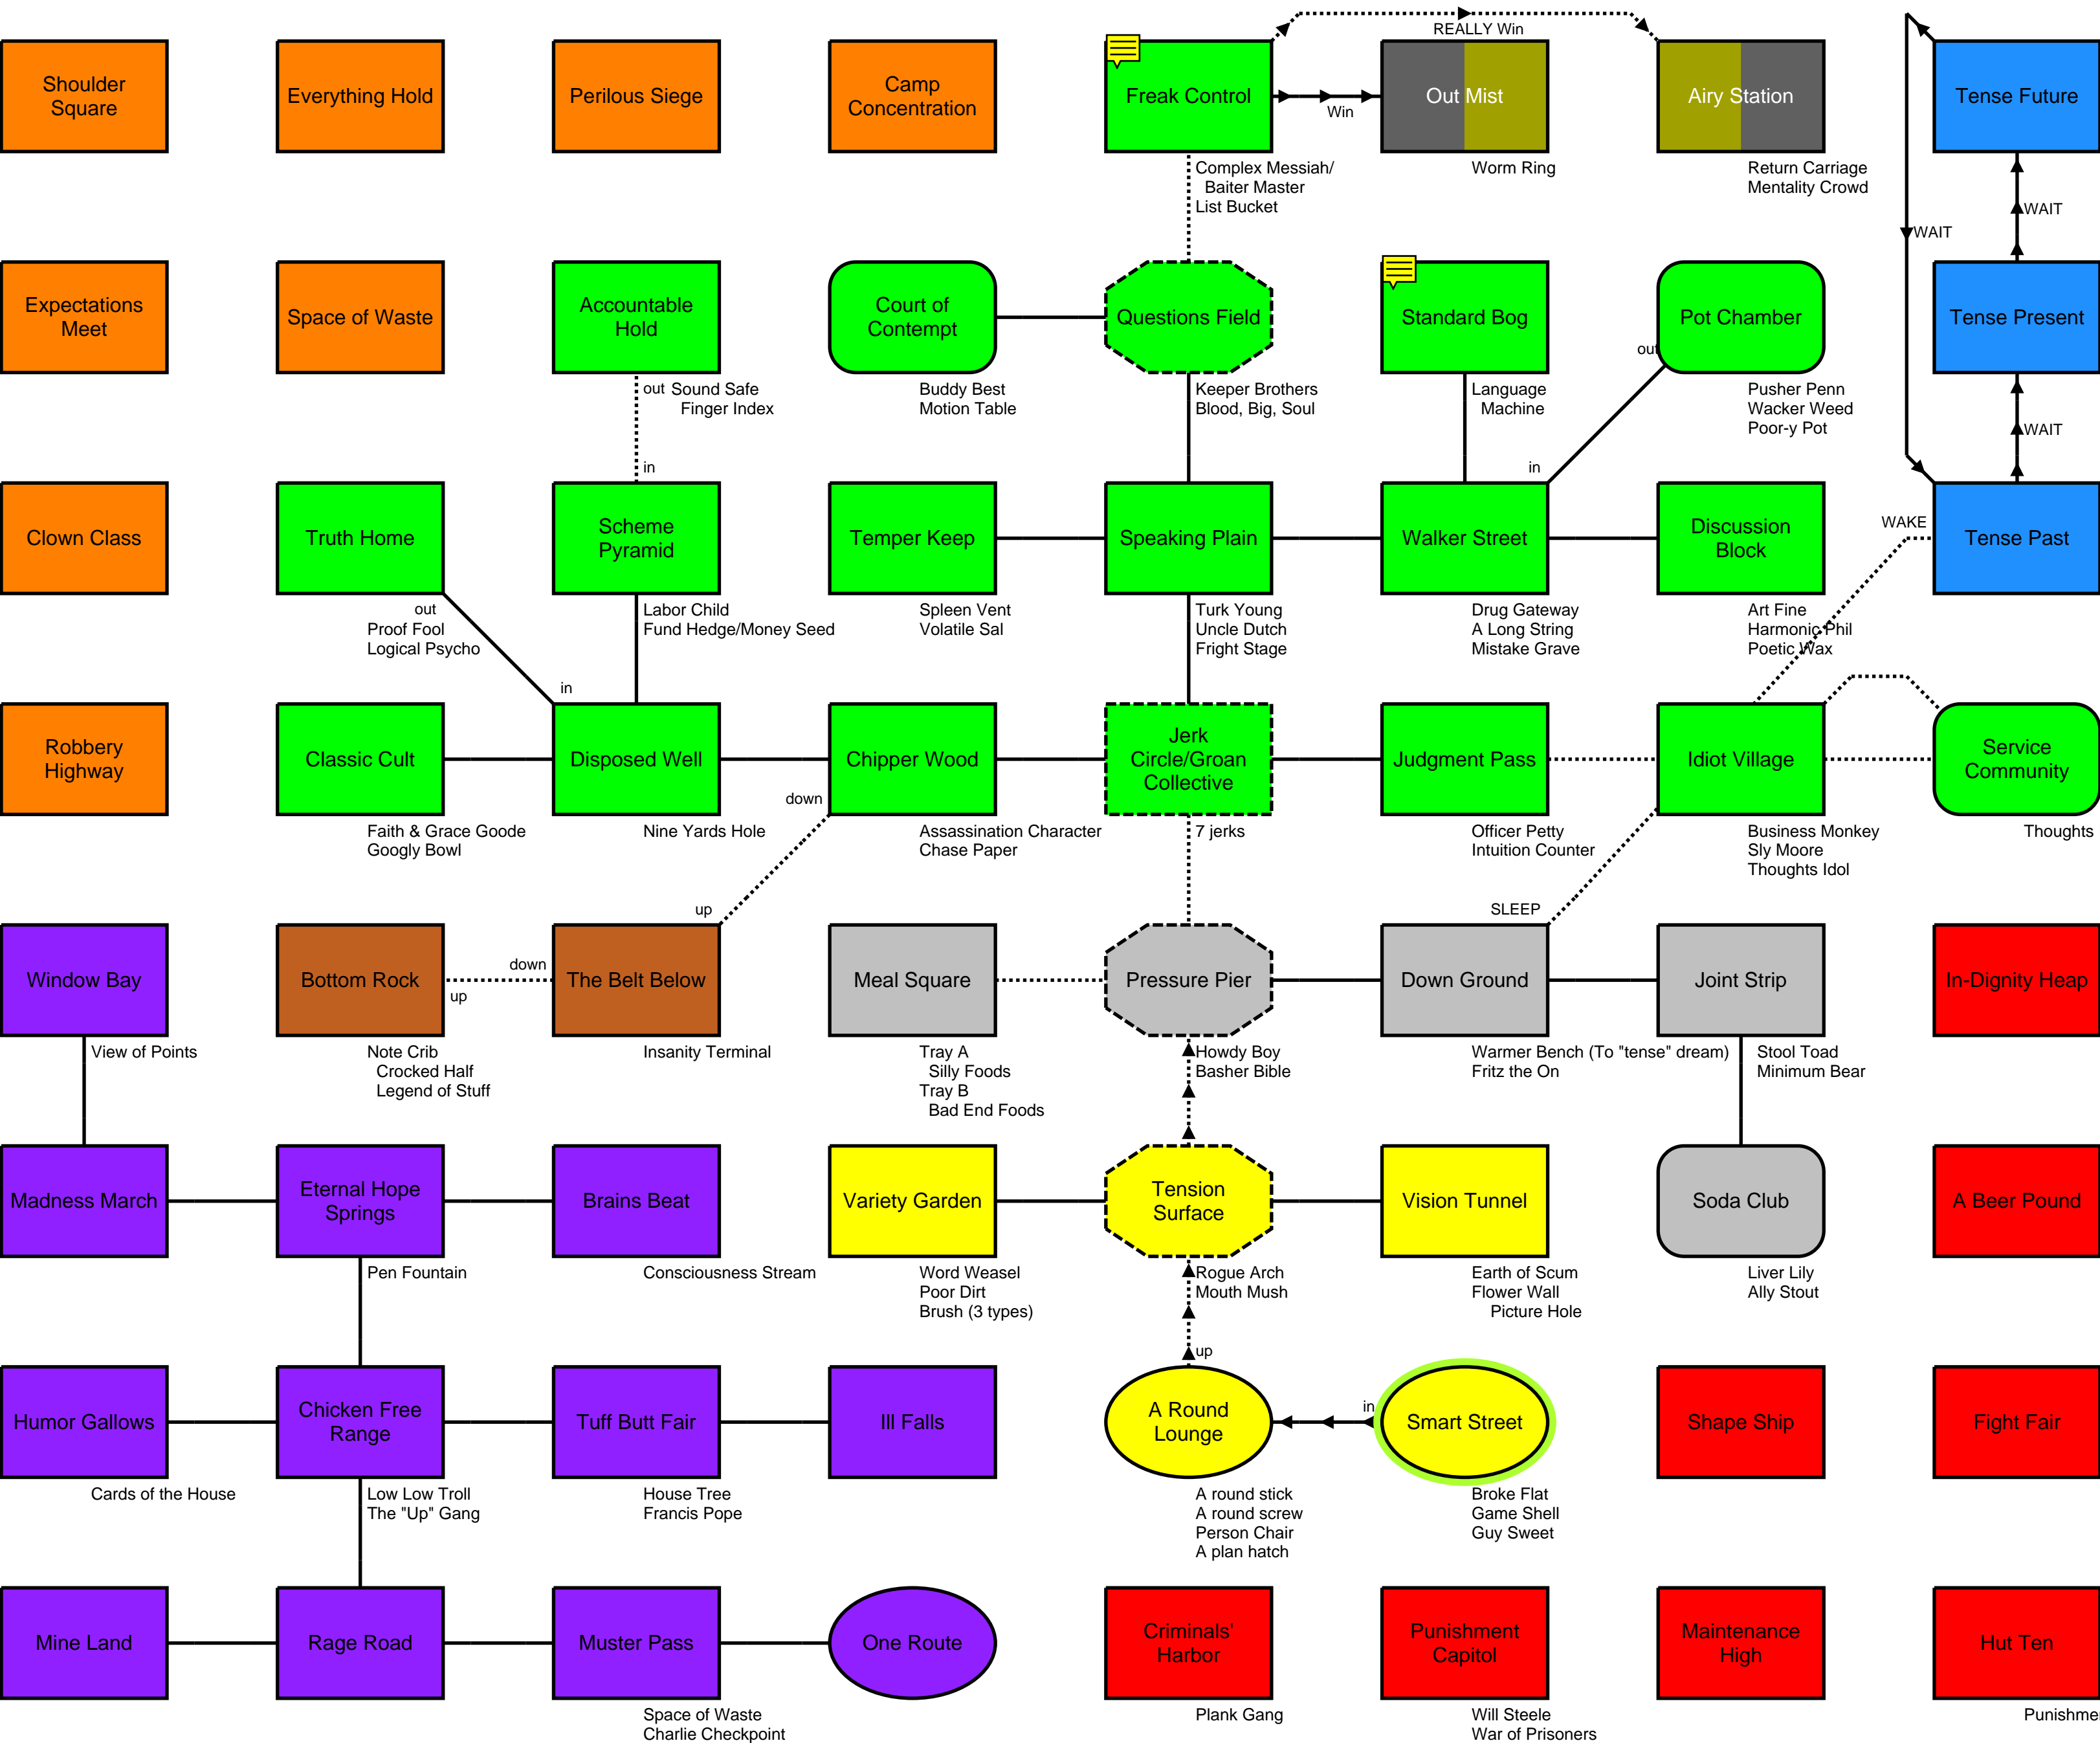 REALLY Win
Shoulder
Square
Everything Hold
Perilous Siege
Camp
Concentration
Freak Control
Win
Out Mist
Airy Station
Tense Future
Complex Messiah/
Baiter Master
List Bucket
Worm Ring
Return Carriage
Mentality Crowd
WAIT
WAIT
Expectations
Meet
Space of Waste
Accountable
Hold
Court of
Contempt
Questions Field
Standard Bog
Pot Chamber
out
Tense Present
out
Sound Safe
Finger Index
Buddy Best
Motion Table
Keeper Brothers
Blood, Big, Soul
Language
Machine
Pusher Penn
Wacker Weed
Poor-y Pot
WAIT
in
in
Clown Class
Truth Home
Scheme
Pyramid
Temper Keep
Speaking Plain
Walker Street
Discussion
Block
WAKE
Tense Past
out
Proof Fool
Logical Psycho
Labor Child
Fund Hedge/Money Seed
Spleen Vent
Volatile Sal
Turk Young
Uncle Dutch
Fright Stage
Drug Gateway
A Long String
Mistake Grave
Art Fine
Harmonic Phil
Poetic Wax
in
Robbery
Highway
Classic Cult
Disposed Well
Chipper Wood
Jerk
Circle/Groan
Collective
Judgment Pass
Idiot Village
Service
Community
down
Faith & Grace Goode
Googly Bowl
Nine Yards Hole
Assassination Character
Chase Paper
7 jerks
Officer Petty
Intuition Counter
Business Monkey
Sly Moore
Thoughts Idol
Thoughts
up
SLEEP
Window Bay
Bottom Rock
down
up
The Belt Below
Meal Square
Pressure Pier
Down Ground
Joint Strip
In-Dignity Heap
View of Points
Note Crib
Crocked Half
Legend of Stuff
Insanity Terminal
Tray A
Silly Foods
Tray B
Bad End Foods
Howdy Boy
Basher Bible
Warmer Bench (To "tense" dream)
Fritz the On
Stool Toad
Minimum Bear
Madness March
Eternal Hope
Springs
Brains Beat
Variety Garden
Tension
Surface
Vision Tunnel
Soda Club
A Beer Pound
Pen Fountain
Consciousness Stream
Word Weasel
Poor Dirt
Brush (3 types)
Rogue Arch
Mouth Mush
Earth of Scum
Flower Wall
Picture Hole
Liver Lily
Ally Stout
up
Humor Gallows
Chicken Free
Range
Tuff Butt Fair
Ill Falls
A Round
Lounge
in
Smart Street
Shape Ship
Fight Fair
Cards of the House
Low Low Troll
The "Up" Gang
House Tree
Francis Pope
A round stick
A round screw
Person Chair
A plan hatch
Broke Flat
Game Shell
Guy Sweet
Mine Land
Rage Road
Muster Pass
One Route
Criminals'
Harbor
Punishment
Capitol
Maintenance
High
Hut Ten
Space of Waste
Charlie Checkpoint
Plank Gang
Will Steele
War of Prisoners